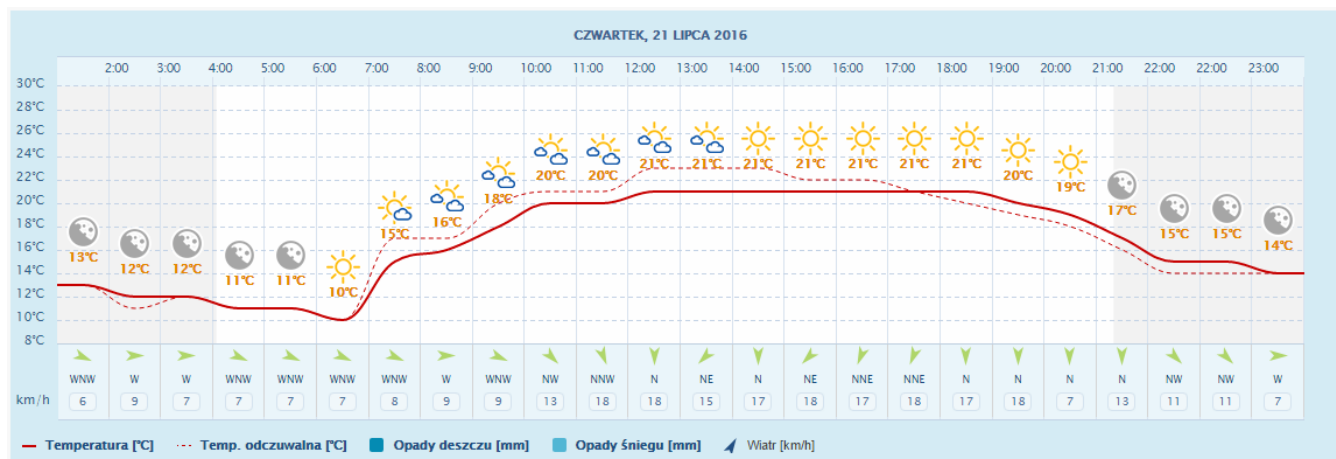 CZWARTEK, 21 LIPCA 2016
2:00 3:00 4:00 5:00 6:00 7:00 8:00 9:00 10:00 11:00 12:00 13:00 14:00 15:00 16:00 17:00 18:00 19:00 20:00 21:00 22:00 22:00 23:00
30°C
28°C
26°C
24°C
22°C
20°C
18°C
16°C
14°C
12°C
10°C
8°C
13°C 12°C 12°C 11°C 11°C 10°C 15°C 16°C 18°C 20°C 20°C 21°C 21°C 21°C 21°C 21°C 21°C 21°C 20°C 19°C 17°C 15°C 15°C 14°C
WNW W W WNW WNW WNW WNW W WNW NW NNW N NE N NE NNE NNE N N N N NW NW W
km/h 6 9 7 7 7 7 8 9 9 13 18 18 15 17 18 17 18 17 18 7 13 11 11 7
Temperatura [°C] Temp. odczuwalna [°C] Opady deszczu [mm] Opady śniegu [mm] Wiatr [km/h]